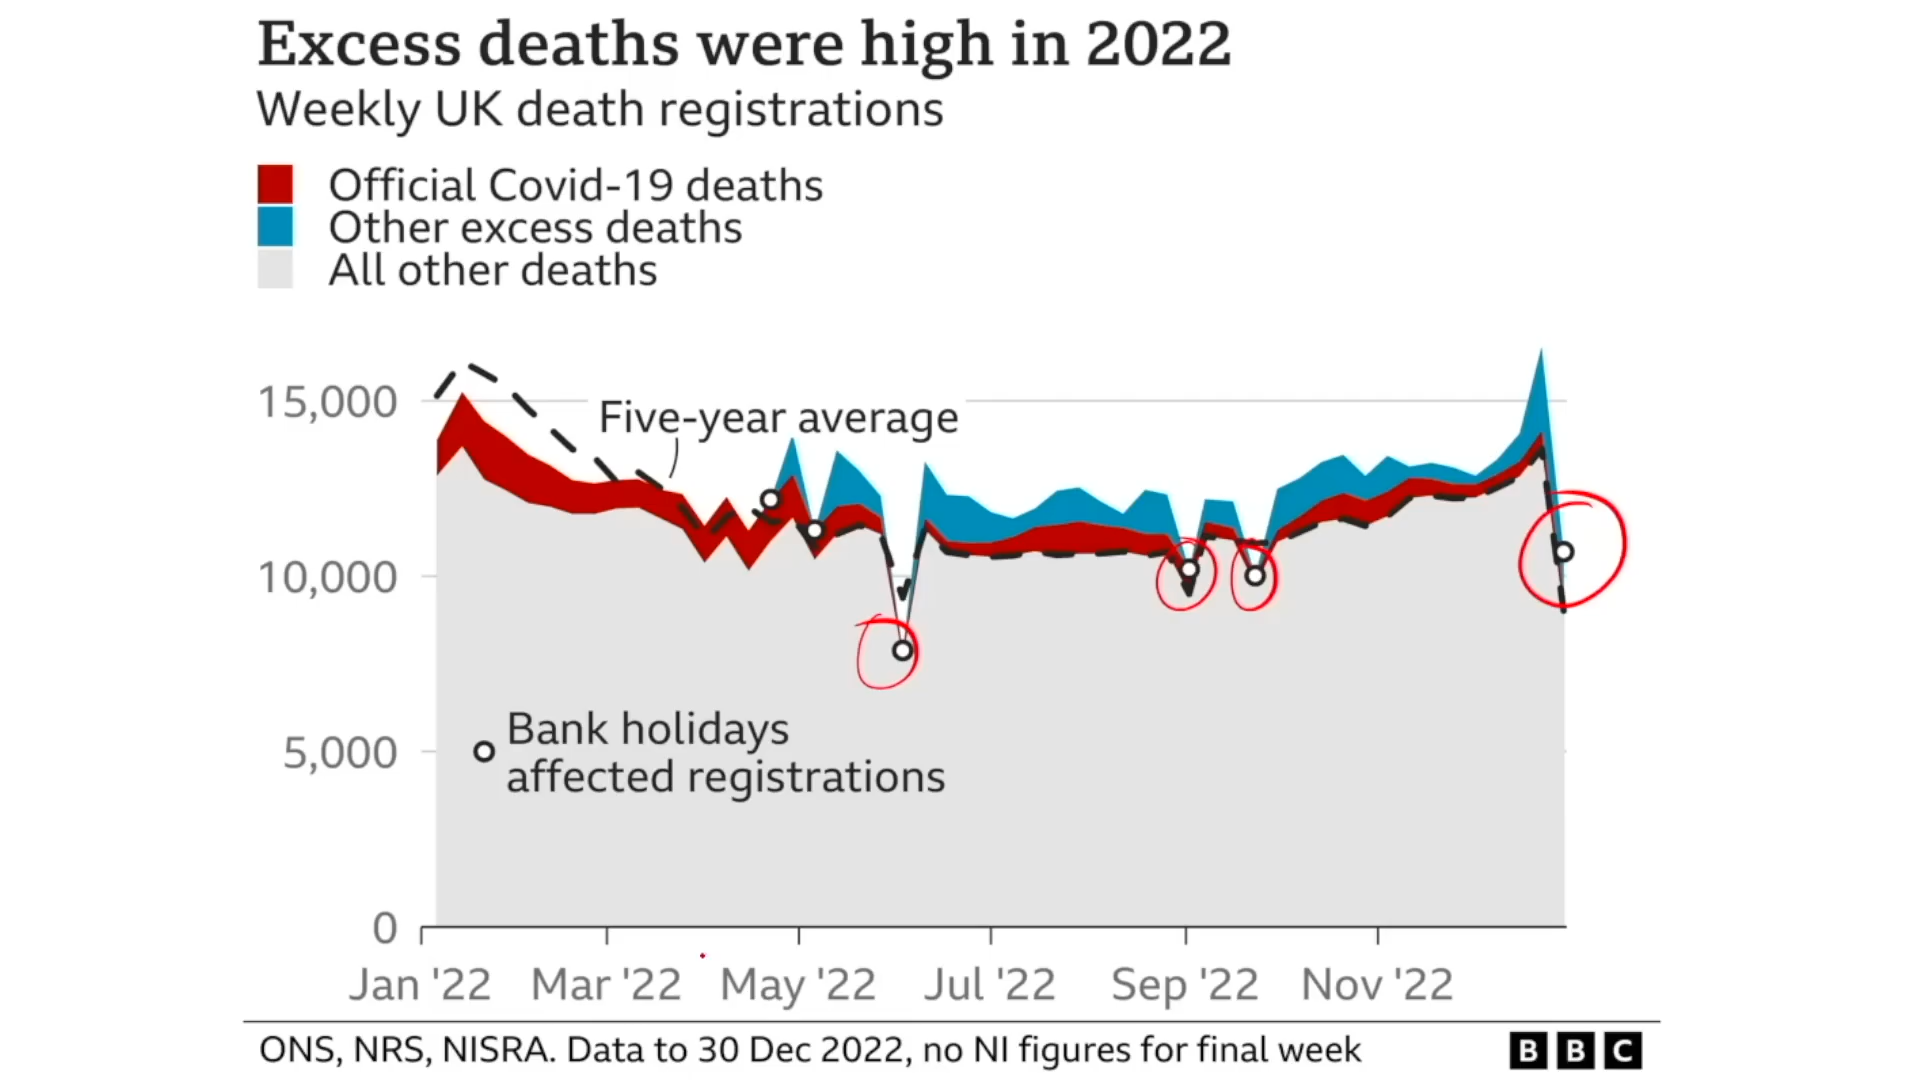 Excess deaths were high in 2022
Weekly UK death registrations
Official Covid-19 deaths
Other excess deaths
All other deaths
15,000
Five-year average
10,000
Bank holidays
affected registrations
5,000
0
Jan '22 Mar '22 May '22 Jul '22 Sep '22 Nov '22
ONS, NRS, NISRA. Data to 30 Dec 2022, no NI figures for final week
BBC